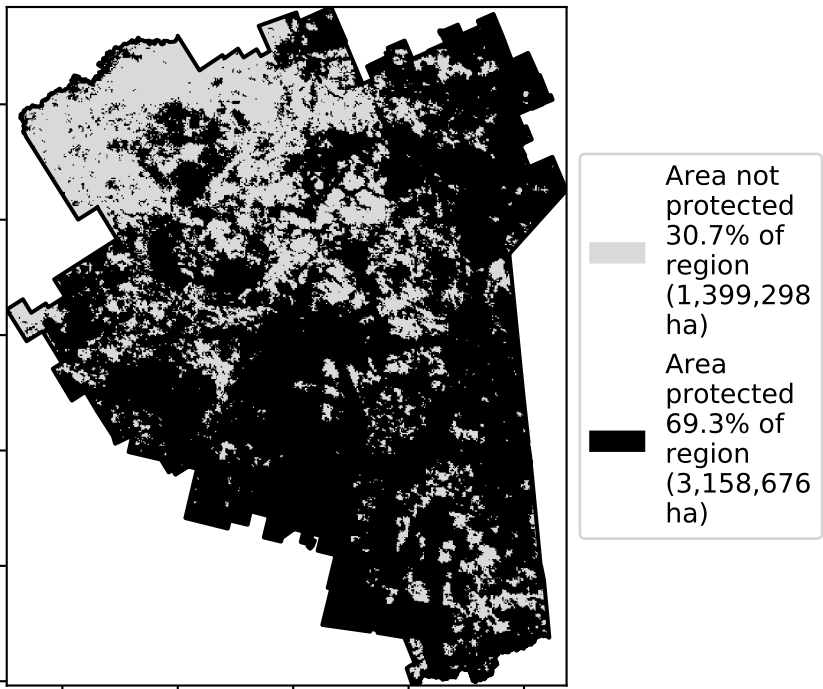 Area not
protected
30.7% of
region
(1,399,298
ha)
Area
protected
69.3% of
region
(3,158,676
ha)